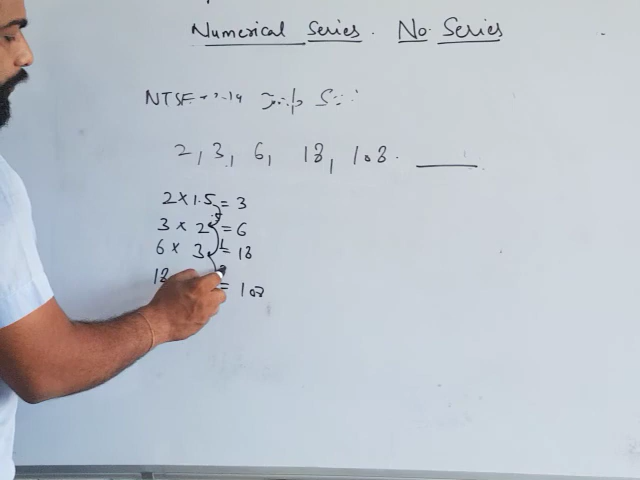 Numerical Series. No. Series
NTSE
2, 3, 6, 18, 108. ____
2 × 1.5 = 3
3 × 2 = 6
6 × 3 = 18
18 = 108